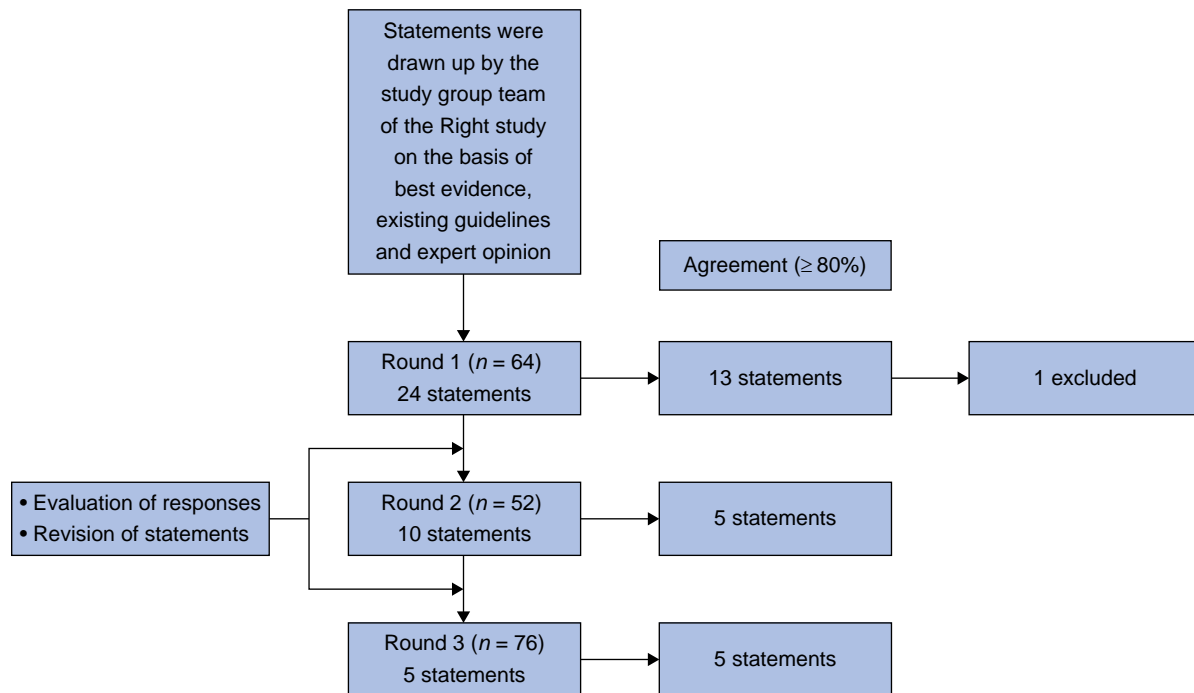 Statements were
drawn up by the
study group team
of the Right study
on the basis of
best evidence,
existing guidelines
and expert opinion
Agreement (≥ 80%)
Round 1 (n = 64)
24 statements
13 statements
1 excluded
• Evaluation of responses
• Revision of statements
Round 2 (n = 52)
10 statements
5 statements
Round 3 (n = 76)
5 statements
5 statements